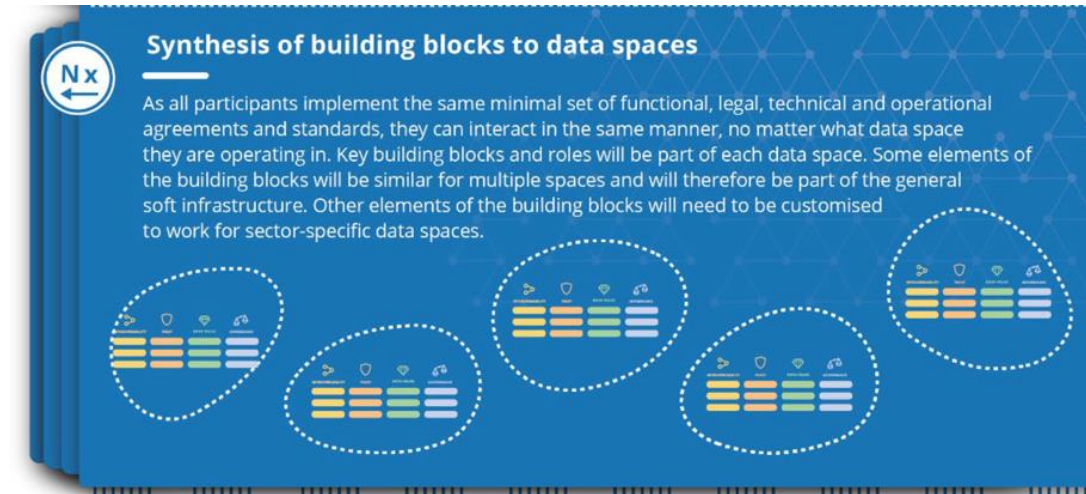 Synthesis of building blocks to data spaces
N x
As all participants implement the same minimal set of functional, legal, technical and operational
agreements and standards, they can interact in the same manner, no matter what data space
they are operating in. Key building blocks and roles will be part of each data space. Some elements of
the building blocks will be similar for multiple spaces and will therefore be part of the general
soft infrastructure. Other elements of the building blocks will need to be customised
to work for sector-specific data spaces.